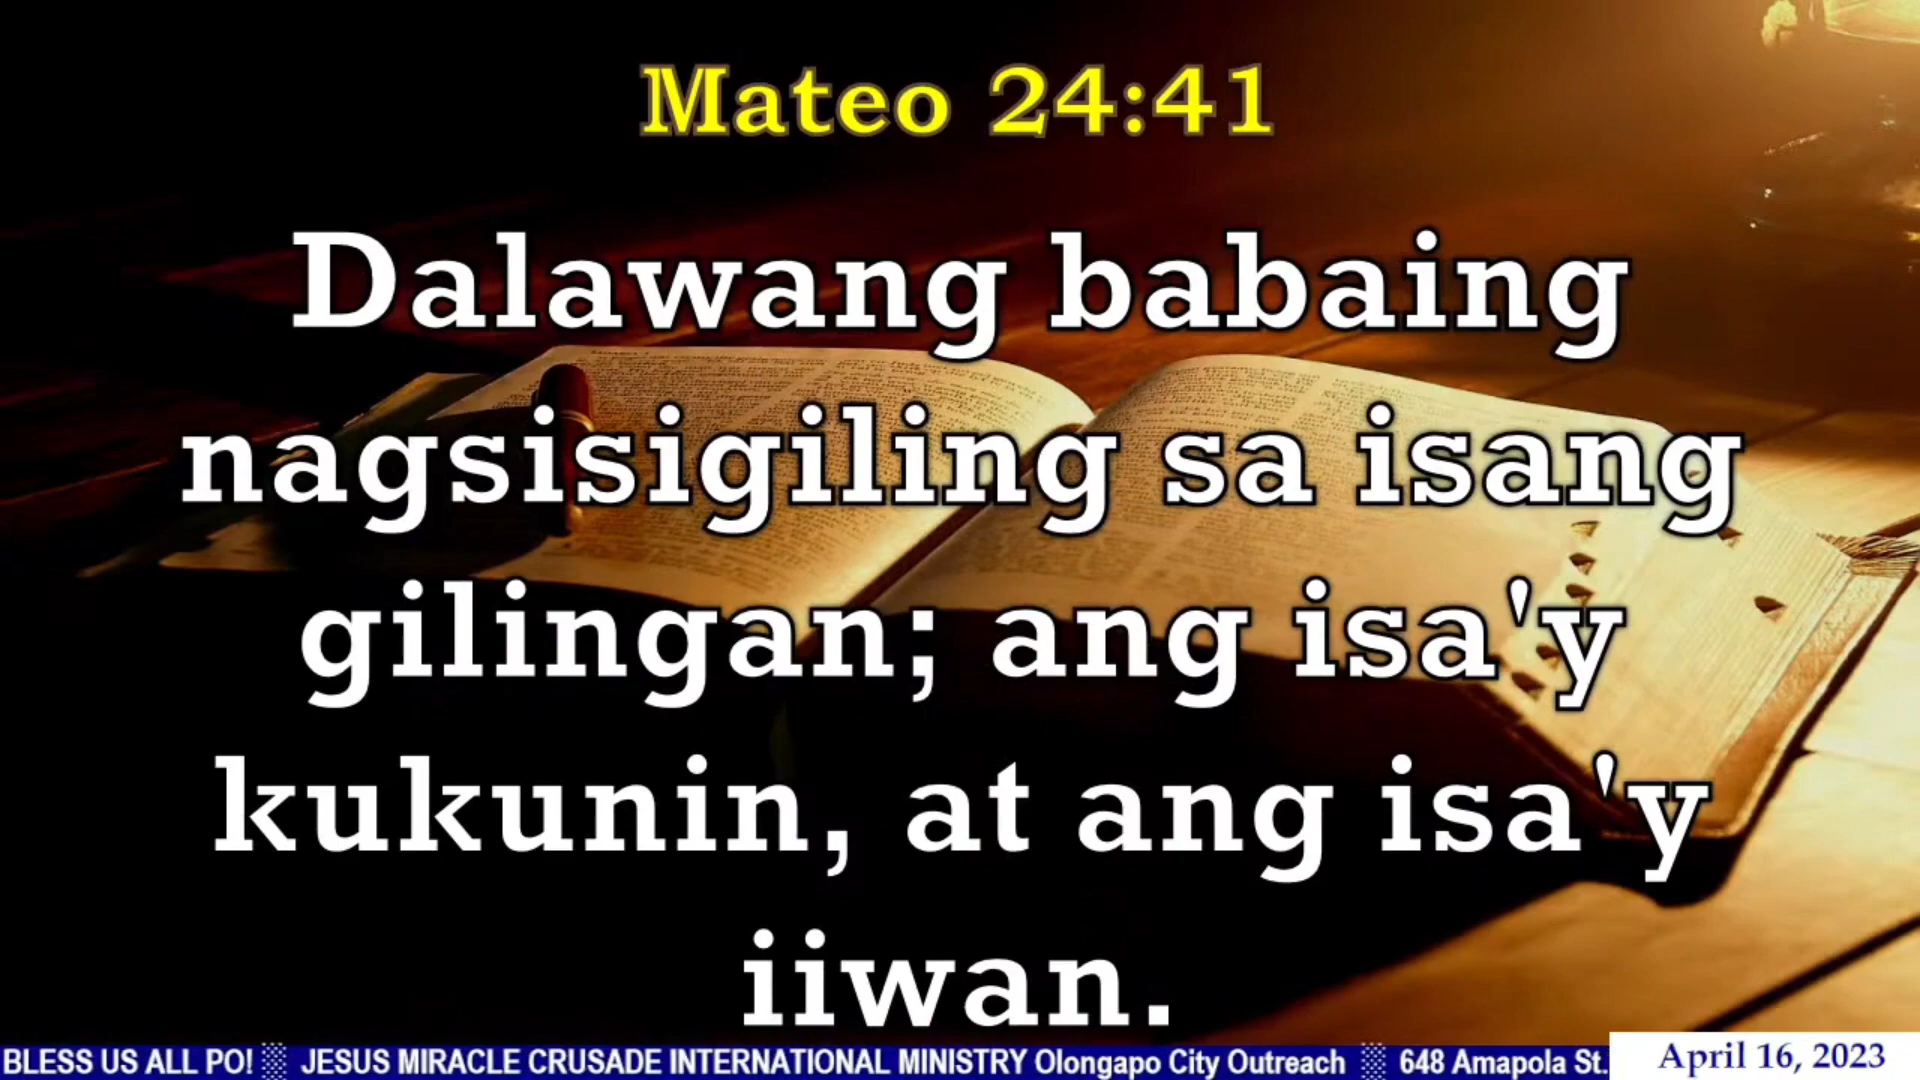 Mateo 24:41
Dalawang babaing
nagsisigiling sa isang
gilingan; ang isa'y
kukunin, at ang isa'y
iiwan.
BLESS US ALL PO! ░ JESUS MIRACLE CRUSADE INTERNATIONAL MINISTRY Olongapo City Outreach ░ 648 Amapola St.
April 16, 2023